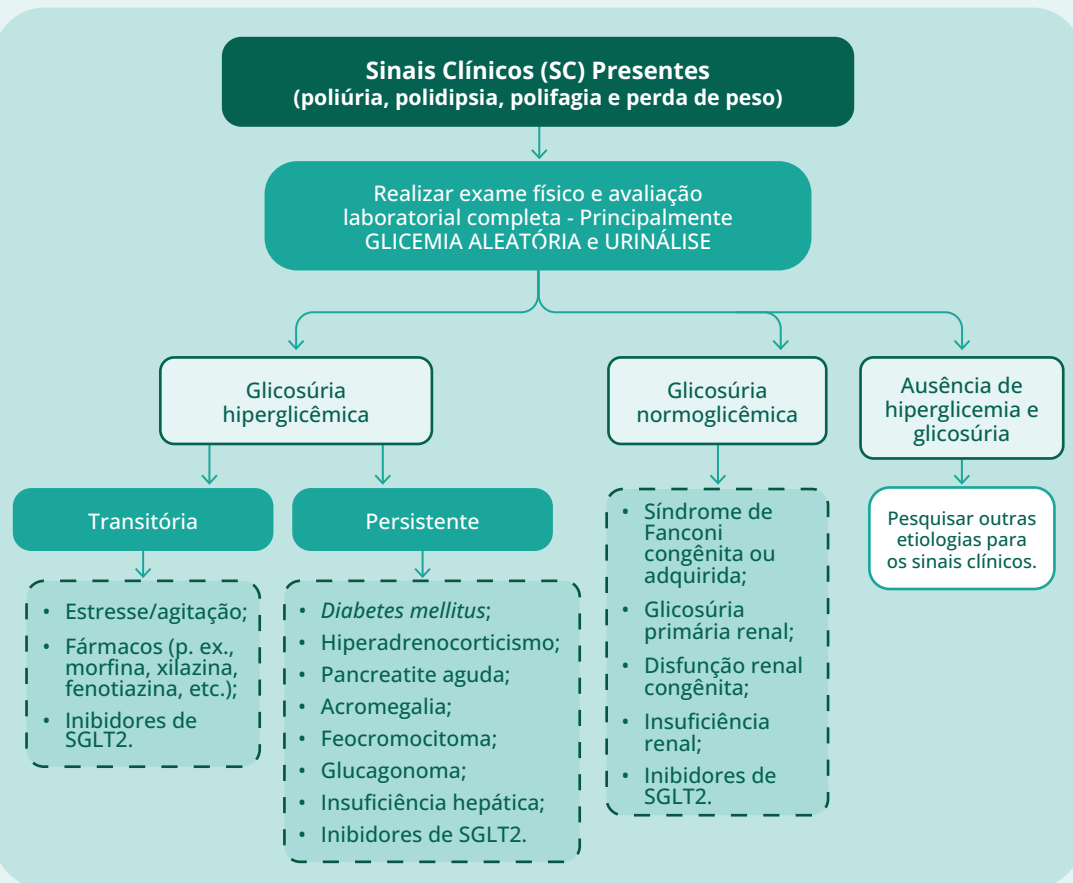 Sinais Clínicos (SC) Presentes
(poliúria, polidipsia, polifagia e perda de peso)
Realizar exame físico e avaliação
laboratorial completa - Principalmente
GLICEMIA ALEATÓRIA e URINÁLISE
Glicosúria
hiperglicêmica
Glicosúria
normoglicêmica
Ausência de
hiperglicemia e
glicosúria
Transitória
Persistente
• Estresse/agitação;
• Fármacos (p. ex.,
morfina, xilazina,
fenotiazina, etc.);
• Inibidores de
SGLT2.
• Diabetes mellitus;
• Hiperadrenocorticismo;
• Pancreatite aguda;
• Acromegalia;
• Feocromocitoma;
• Glucagonoma;
• Insuficiência hepática;
• Inibidores de SGLT2.
• Síndrome de
Fanconi
congênita ou
adquirida;
• Glicosúria
primária renal;
• Disfunção renal
congênita;
• Insuficiência
renal;
• Inibidores de
SGLT2.
Pesquisar outras
etiologias para
os sinais clínicos.